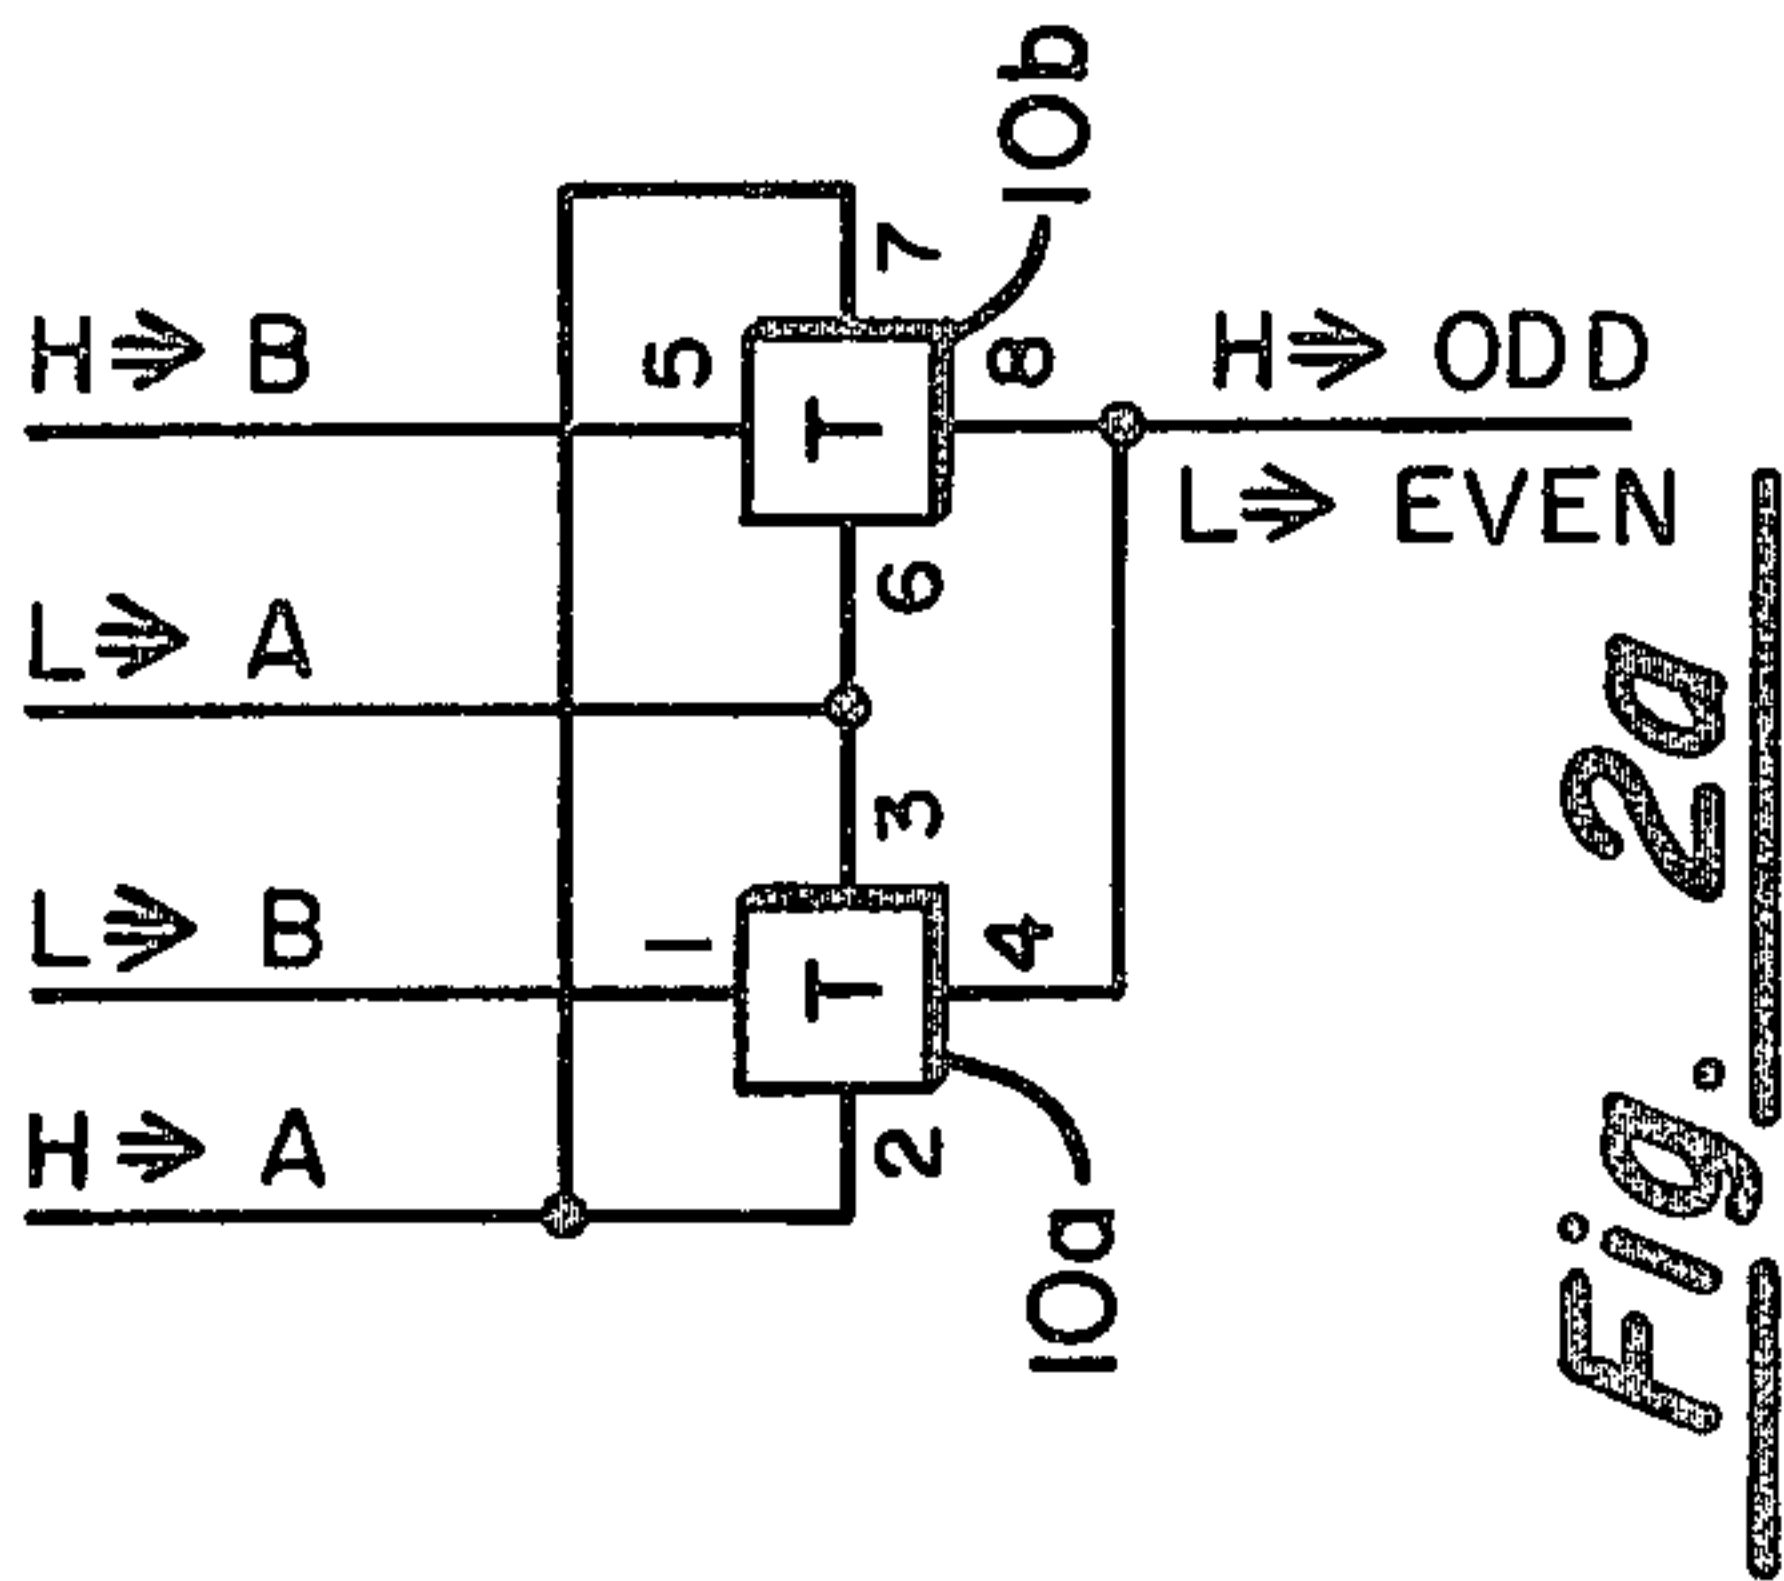 H⇒ B
L⇒ A
L⇒ B
H⇒ A
5
7
T
6
8
10b
3
1
T
4
2
10a
H⇒ ODD
L⇒ EVEN
Fig. 2a